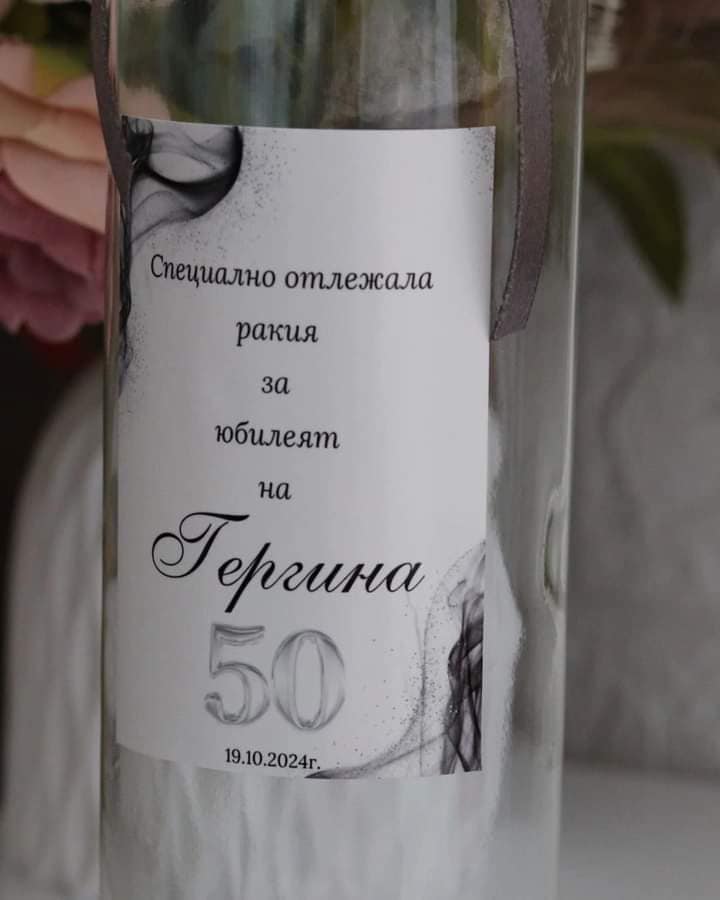 Специално отлежала
ракия
за
юбилеят
на
Гергина
50
19.10.2024г.